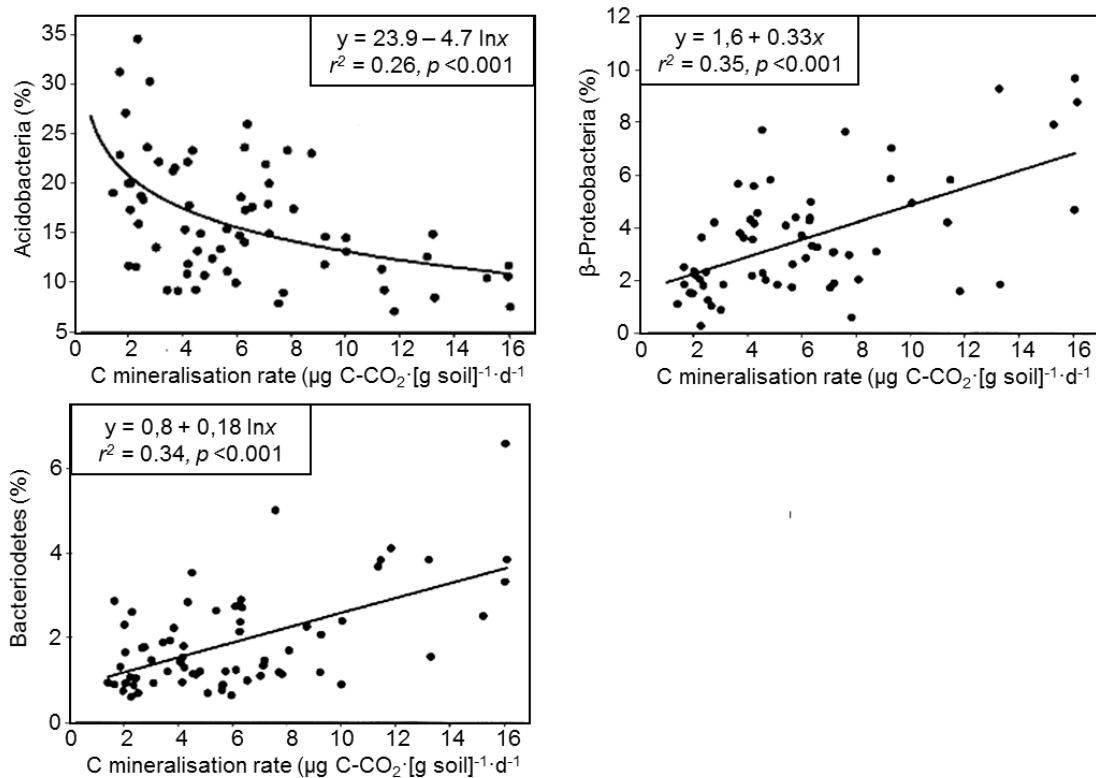 y = 23.9 – 4.7 lnx
r² = 0.26, p <0.001
Acidobacteria (%)
35
30
25
20
15
10
5
0 2 4 6 8 10 12 14 16
C mineralisation rate (µg C-CO₂·[g soil]⁻¹·d⁻¹
y = 1,6 + 0.33x
r² = 0.35, p <0.001
β-Proteobacteria (%)
12
10
8
6
4
2
0
0 2 4 6 8 10 12 14 16
C mineralisation rate (µg C-CO₂·[g soil]⁻¹·d⁻¹
y = 0,8 + 0,18 lnx
r² = 0.34, p <0.001
Bacteriodetes (%)
6
4
2
0
0 2 4 6 8 10 12 14 16
C mineralisation rate (µg C-CO₂·[g soil]⁻¹·d⁻¹